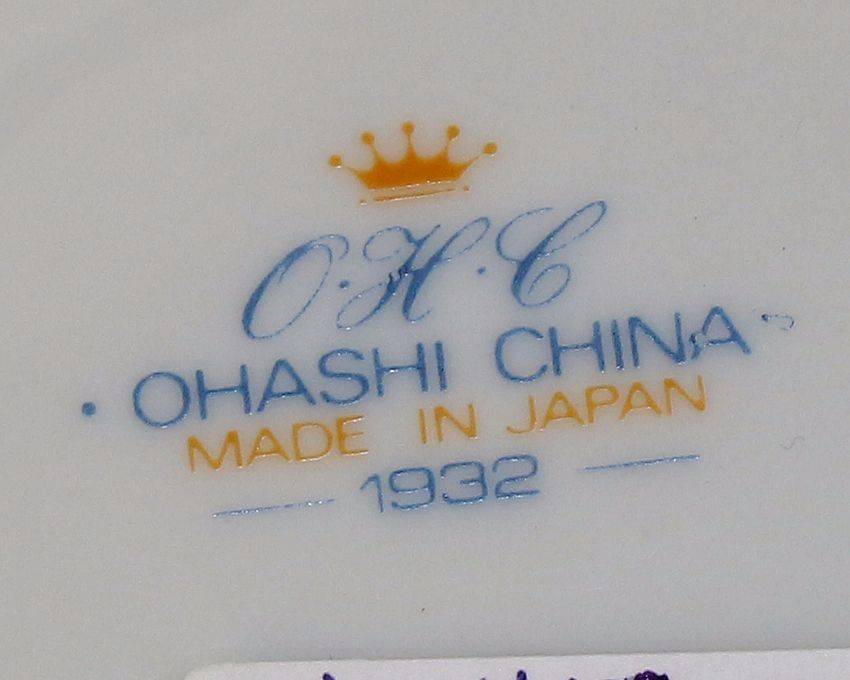 O·H·C
· OHASHI CHINA ·
MADE IN JAPAN
1932